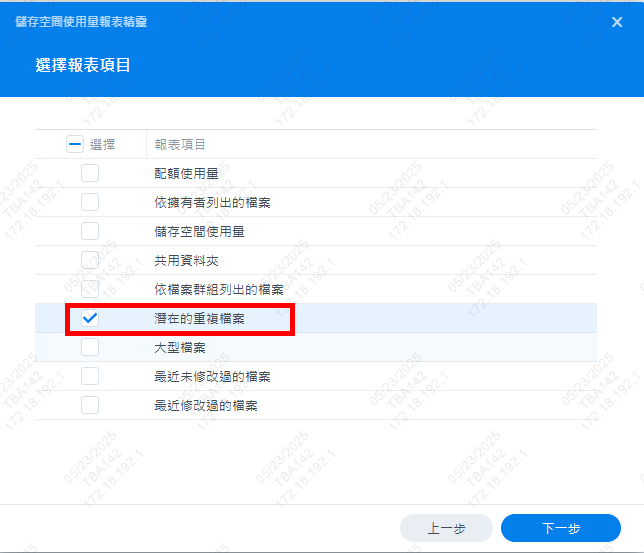 儲存空間使用量報表精靈
選擇報表項目
選擇 報表項目
配額使用量
依擁有者列出的檔案
儲存空間使用量
共用資料夾
依檔案群組列出的檔案
潛在的重複檔案
大型檔案
最近未修改過的檔案
最近修改過的檔案
上一步 下一步
05/23/2025
TBA142
172.18.192.1